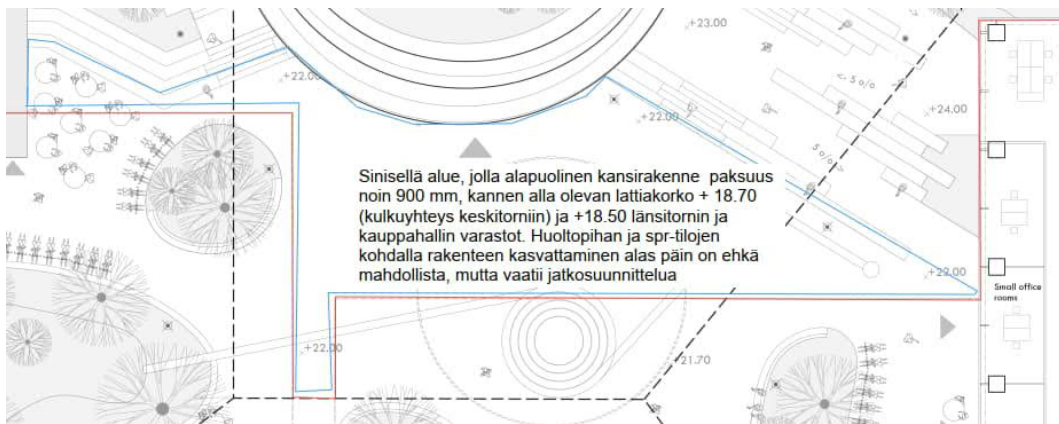 +23.00
+22.00
<- 5 o/o
+24.00
+22.00
5 o/o
Sinisellä alue, jolla alapuolinen kansirakenne paksuus
noin 900 mm, kannen alla olevan lattiakorko + 18.70
(kulkuyhteys keskitorniin) ja +18.50 länsitornin ja
kauppahallin varastot. Huoltopihan ja spr-tilojen
kohdalla rakenteen kasvattaminen alas päin on ehkä
mahdollista, mutta vaatii jatkosuunnittelua
+22.00
Small office
rooms
+22.00
+21.70